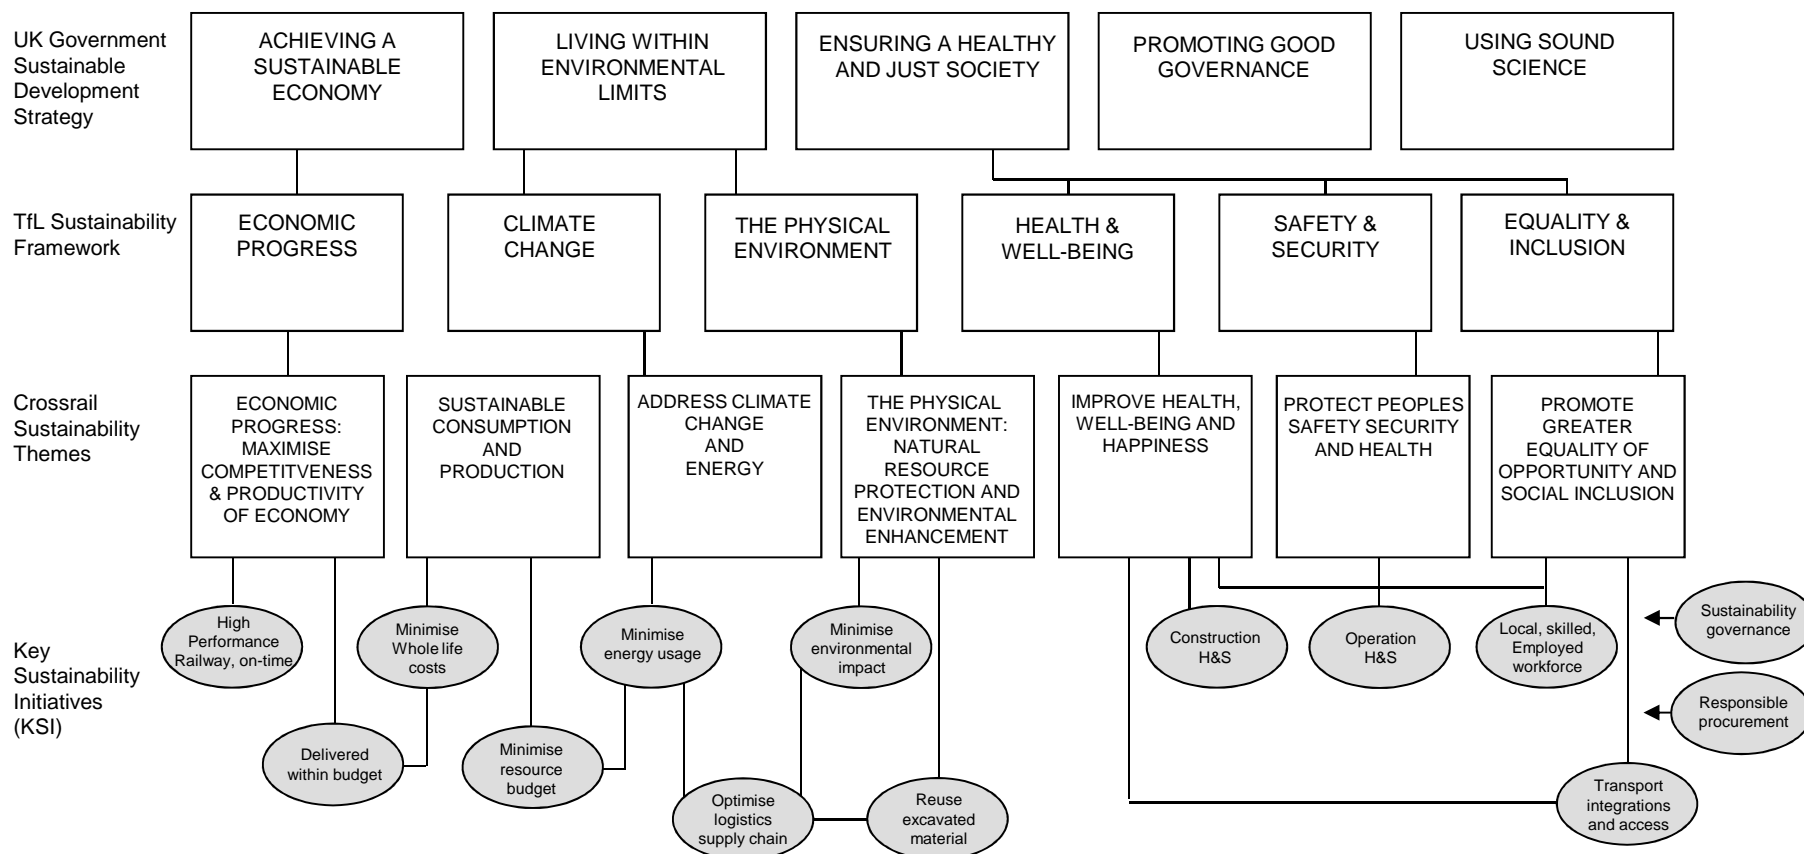 UK Government
Sustainable
Development
Strategy
ACHIEVING A
SUSTAINABLE
ECONOMY
LIVING WITHIN
ENVIRONMENTAL
LIMITS
ENSURING A HEALTHY
AND JUST SOCIETY
PROMOTING GOOD
GOVERNANCE
USING SOUND
SCIENCE
TfL Sustainability
Framework
ECONOMIC
PROGRESS
CLIMATE
CHANGE
THE PHYSICAL
ENVIRONMENT
HEALTH &
WELL-BEING
SAFETY &
SECURITY
EQUALITY &
INCLUSION
Crossrail
Sustainability
Themes
ECONOMIC
PROGRESS:
MAXIMISE
COMPETITVENESS
& PRODUCTIVITY
OF ECONOMY
SUSTAINABLE
CONSUMPTION
AND
PRODUCTION
ADDRESS CLIMATE
CHANGE
AND
ENERGY
THE PHYSICAL
ENVIRONMENT:
NATURAL
RESOURCE
PROTECTION AND
ENVIRONMENTAL
ENHANCEMENT
IMPROVE HEALTH,
WELL-BEING AND
HAPPINESS
PROTECT PEOPLES
SAFETY SECURITY
AND HEALTH
PROMOTE
GREATER
EQUALITY OF
OPPORTUNITY AND
SOCIAL INCLUSION
Key
Sustainability
Initiatives
(KSI)
High
Performance
Railway, on-time
Minimise
Whole life
costs
Minimise
energy usage
Minimise
environmental
impact
Construction
H&S
Operation
H&S
Local, skilled,
Employed
workforce
Sustainability
governance
Responsible
procurement
Delivered
within budget
Minimise
resource
budget
Optimise
logistics
supply chain
Reuse
excavated
material
Transport
integrations
and access